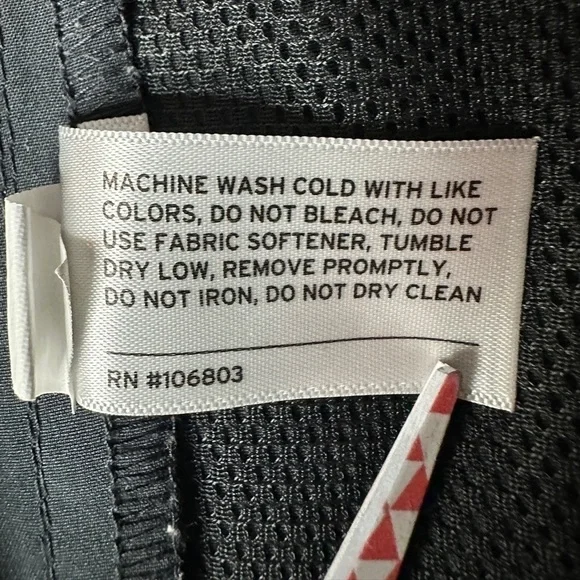 MACHINE WASH COLD WITH LIKE
COLORS, DO NOT BLEACH, DO NOT
USE FABRIC SOFTENER, TUMBLE
DRY LOW, REMOVE PROMPTLY,
DO NOT IRON, DO NOT DRY CLEAN
RN #106803